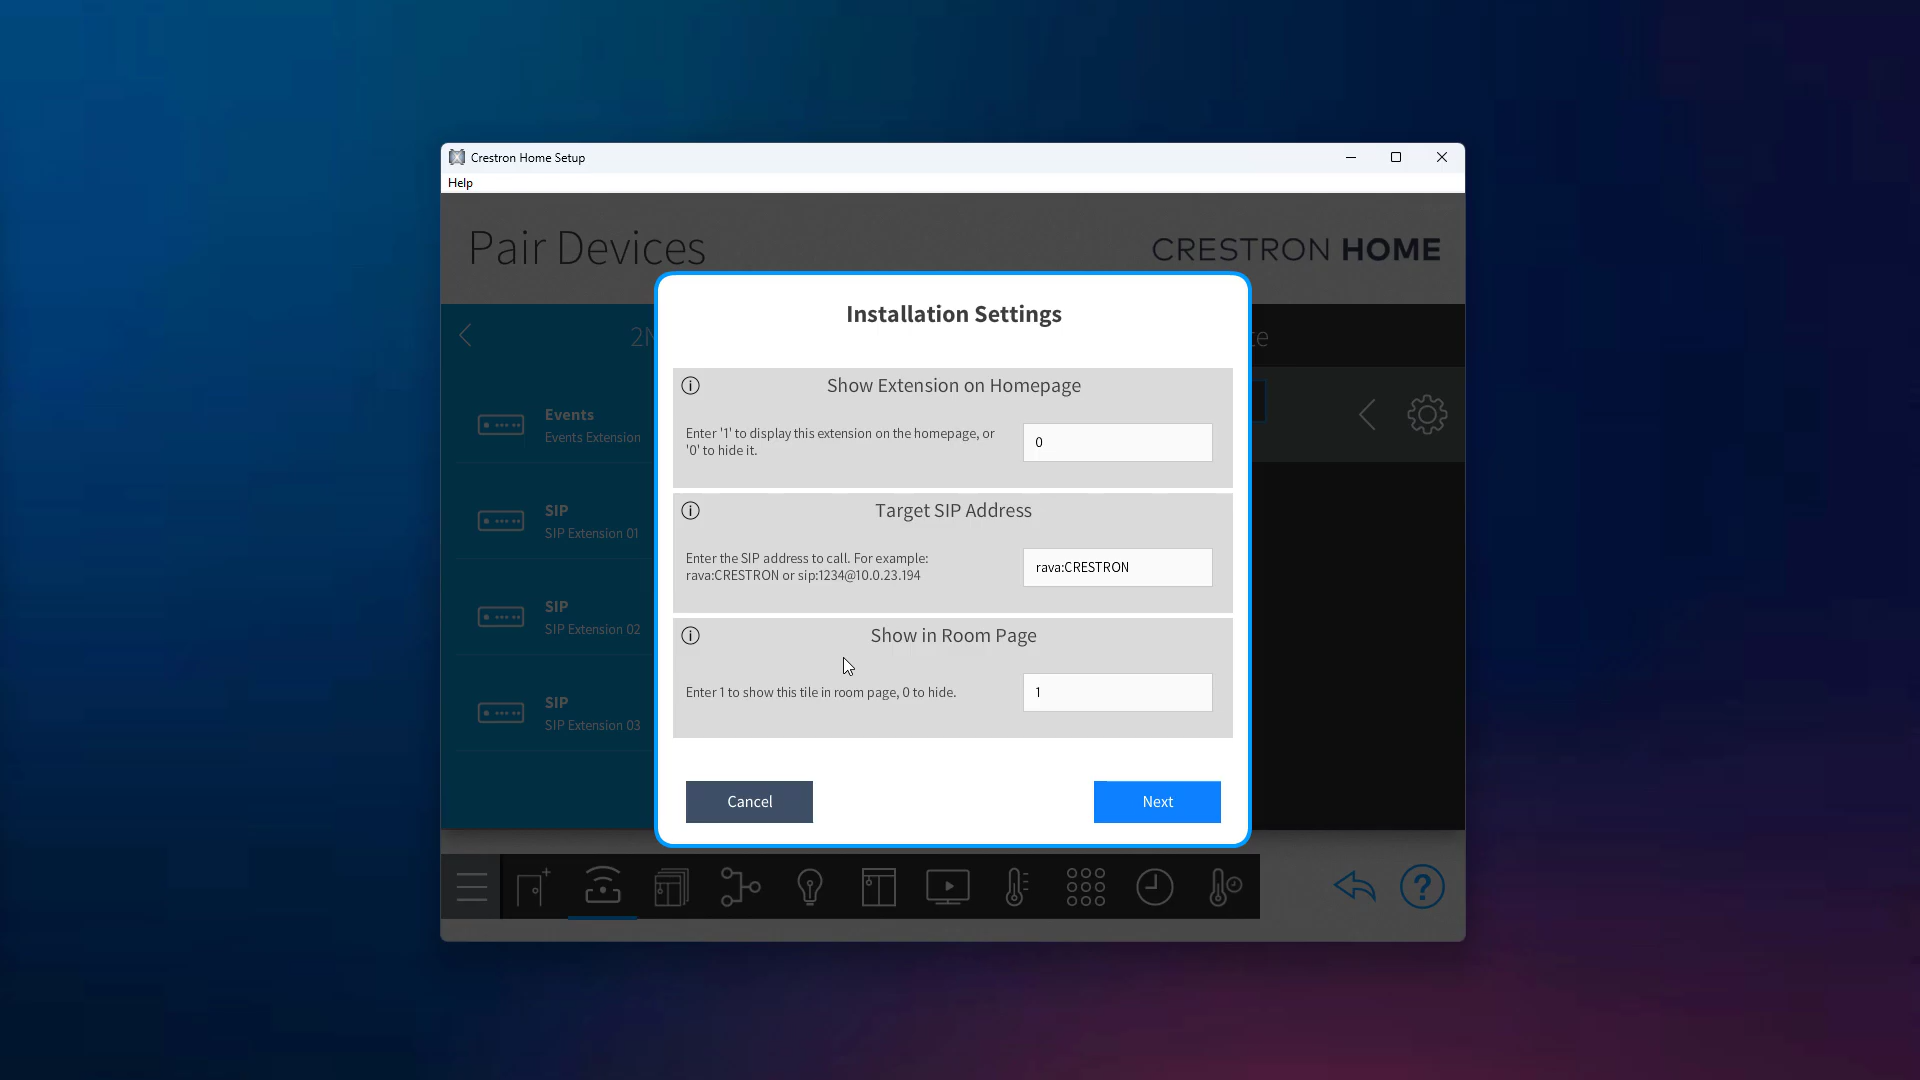 Crestron Home Setup
Help
Pair Devices
CRESTRON HOME
Installation Settings
Show Extension on Homepage
Enter '1' to display this extension on the homepage, or
'0' to hide it.
0
Target SIP Address
Enter the SIP address to call. For example:
rava:CRESTRON or sip:1234@10.0.23.194
rava:CRESTRON
Show in Room Page
Enter 1 to show this tile in room page, 0 to hide.
1
Cancel
Next
Events
Events Extension
SIP
SIP Extension 01
SIP
SIP Extension 02
SIP
SIP Extension 03
?